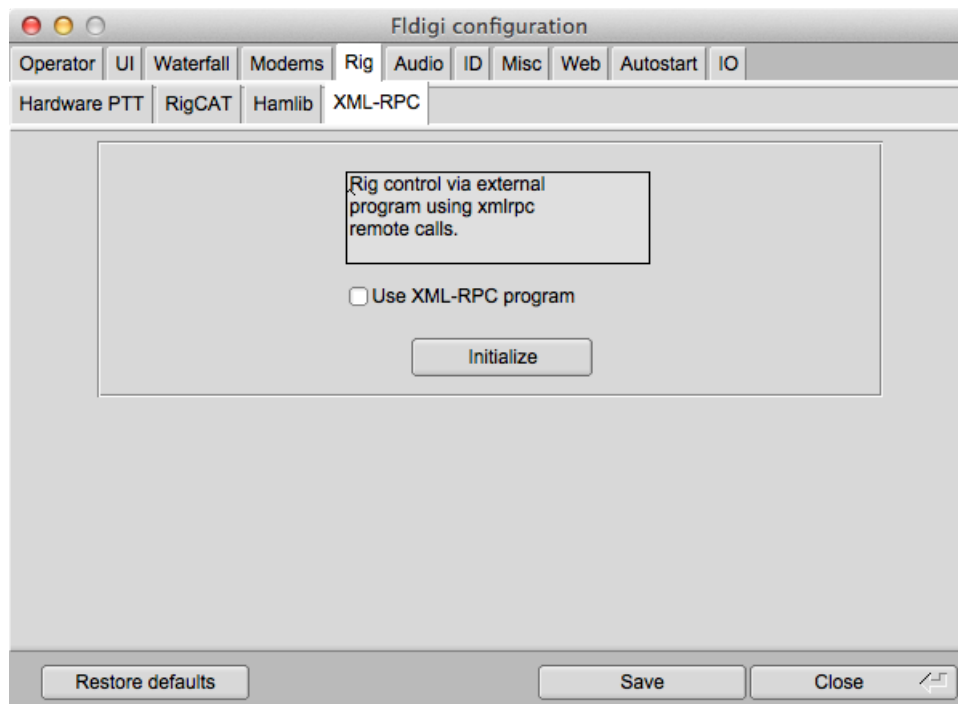 Fldigi configuration
Operator UI Waterfall Modems Rig Audio ID Misc Web Autostart IO
Hardware PTT RigCAT Hamlib XML-RPC
Rig control via external
program using xmlrpc
remote calls.
Use XML-RPC program
Initialize
Restore defaults Save Close